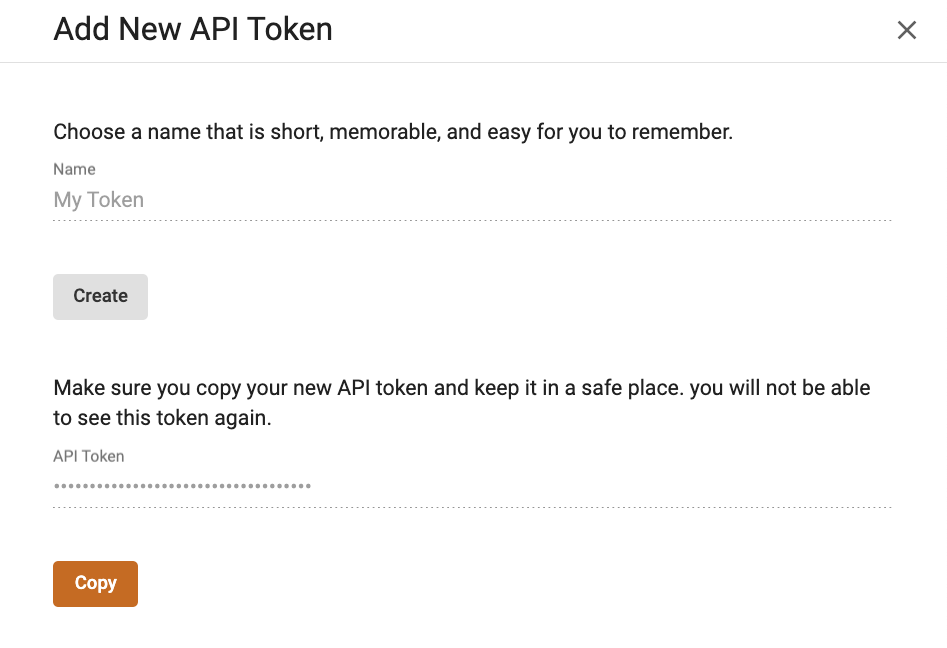 Add New API Token
Choose a name that is short, memorable, and easy for you to remember.
Name
My Token
Create
Make sure you copy your new API token and keep it in a safe place. you will not be able
to see this token again.
API Token
••••••••••••••••••••••••••••••••••••
Copy